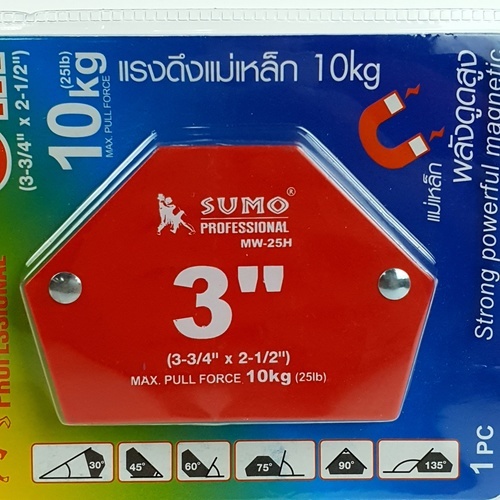 (3-3/4" x 2-1/2")
10kg
(25lb)
MAX. PULL FORCE
แรงดึงแม่เหล็ก 10kg
แม่เหล็ก
พลังดูดสูง
Strong powerful magnetic
SUMO®
PROFESSIONAL
MW-25H
3"
(3-3/4" x 2-1/2")
MAX. PULL FORCE 10kg (25lb)
PROFESSIONAL
30°
45°
60°
75°
90°
135°
1 PC